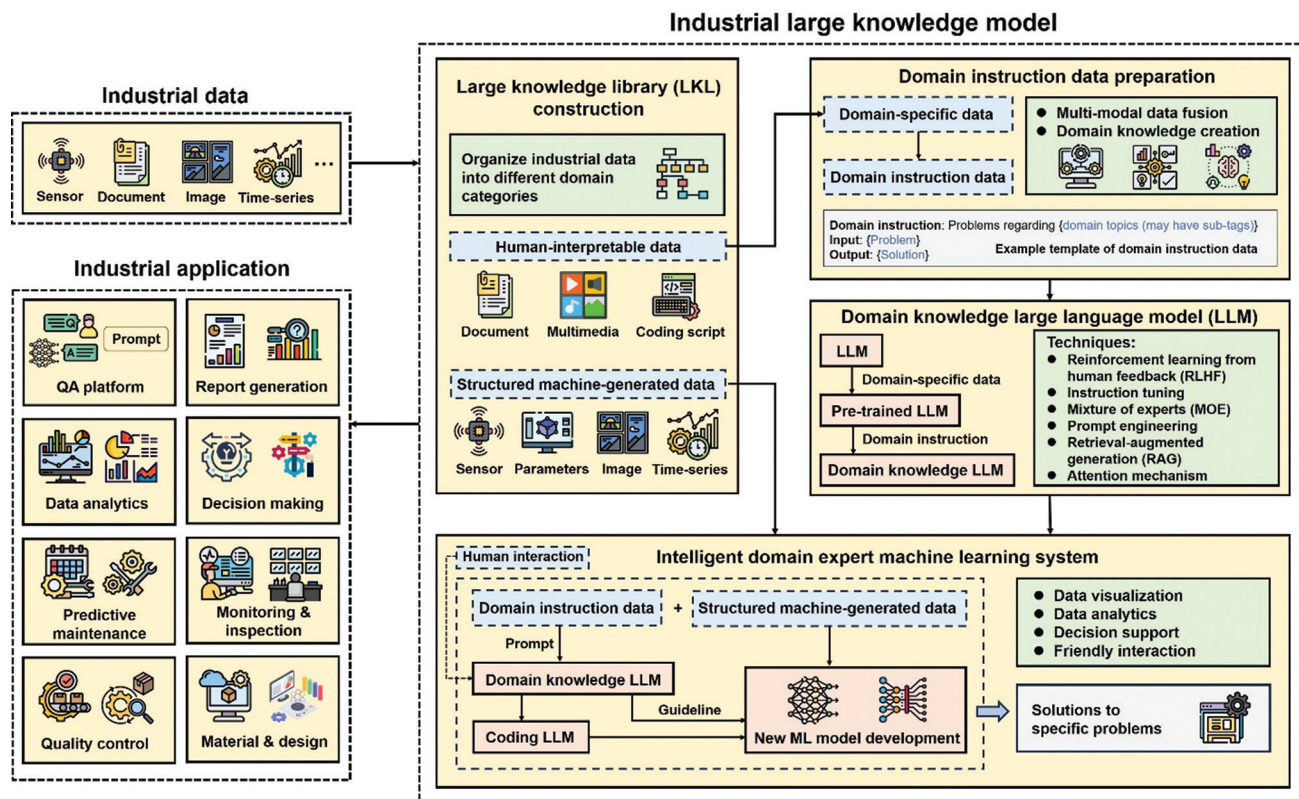 Industrial large knowledge model
Industrial data
Sensor
Document
Image
Time-series
...
Industrial application
Q
A
Prompt
QA platform
Report generation
Data analytics
Decision making
Predictive
maintenance
Monitoring &
inspection
Quality control
Material & design
Large knowledge library (LKL)
construction
Organize industrial data
into different domain
categories
Human-interpretable data
Document
Multimedia
Coding script
Structured machine-generated data
Sensor
Parameters
Image
Time-series
Domain instruction data preparation
Domain-specific data
Domain instruction data
● Multi-modal data fusion
● Domain knowledge creation
Domain instruction: Problems regarding {domain topics (may have sub-tags)}
Input: {Problem}
Output: {Solution}
Example template of domain instruction data
Domain knowledge large language model (LLM)
LLM
Domain-specific data
Pre-trained LLM
Domain instruction
Domain knowledge LLM
Techniques:
● Reinforcement learning from
human feedback (RLHF)
● Instruction tuning
● Mixture of experts (MOE)
● Prompt engineering
● Retrieval-augmented
generation (RAG)
● Attention mechanism
Human interaction
Intelligent domain expert machine learning system
Domain instruction data
+
Structured machine-generated data
Prompt
Domain knowledge LLM
Guideline
Coding LLM
New ML model development
● Data visualization
● Data analytics
● Decision support
● Friendly interaction
Solutions to
specific problems